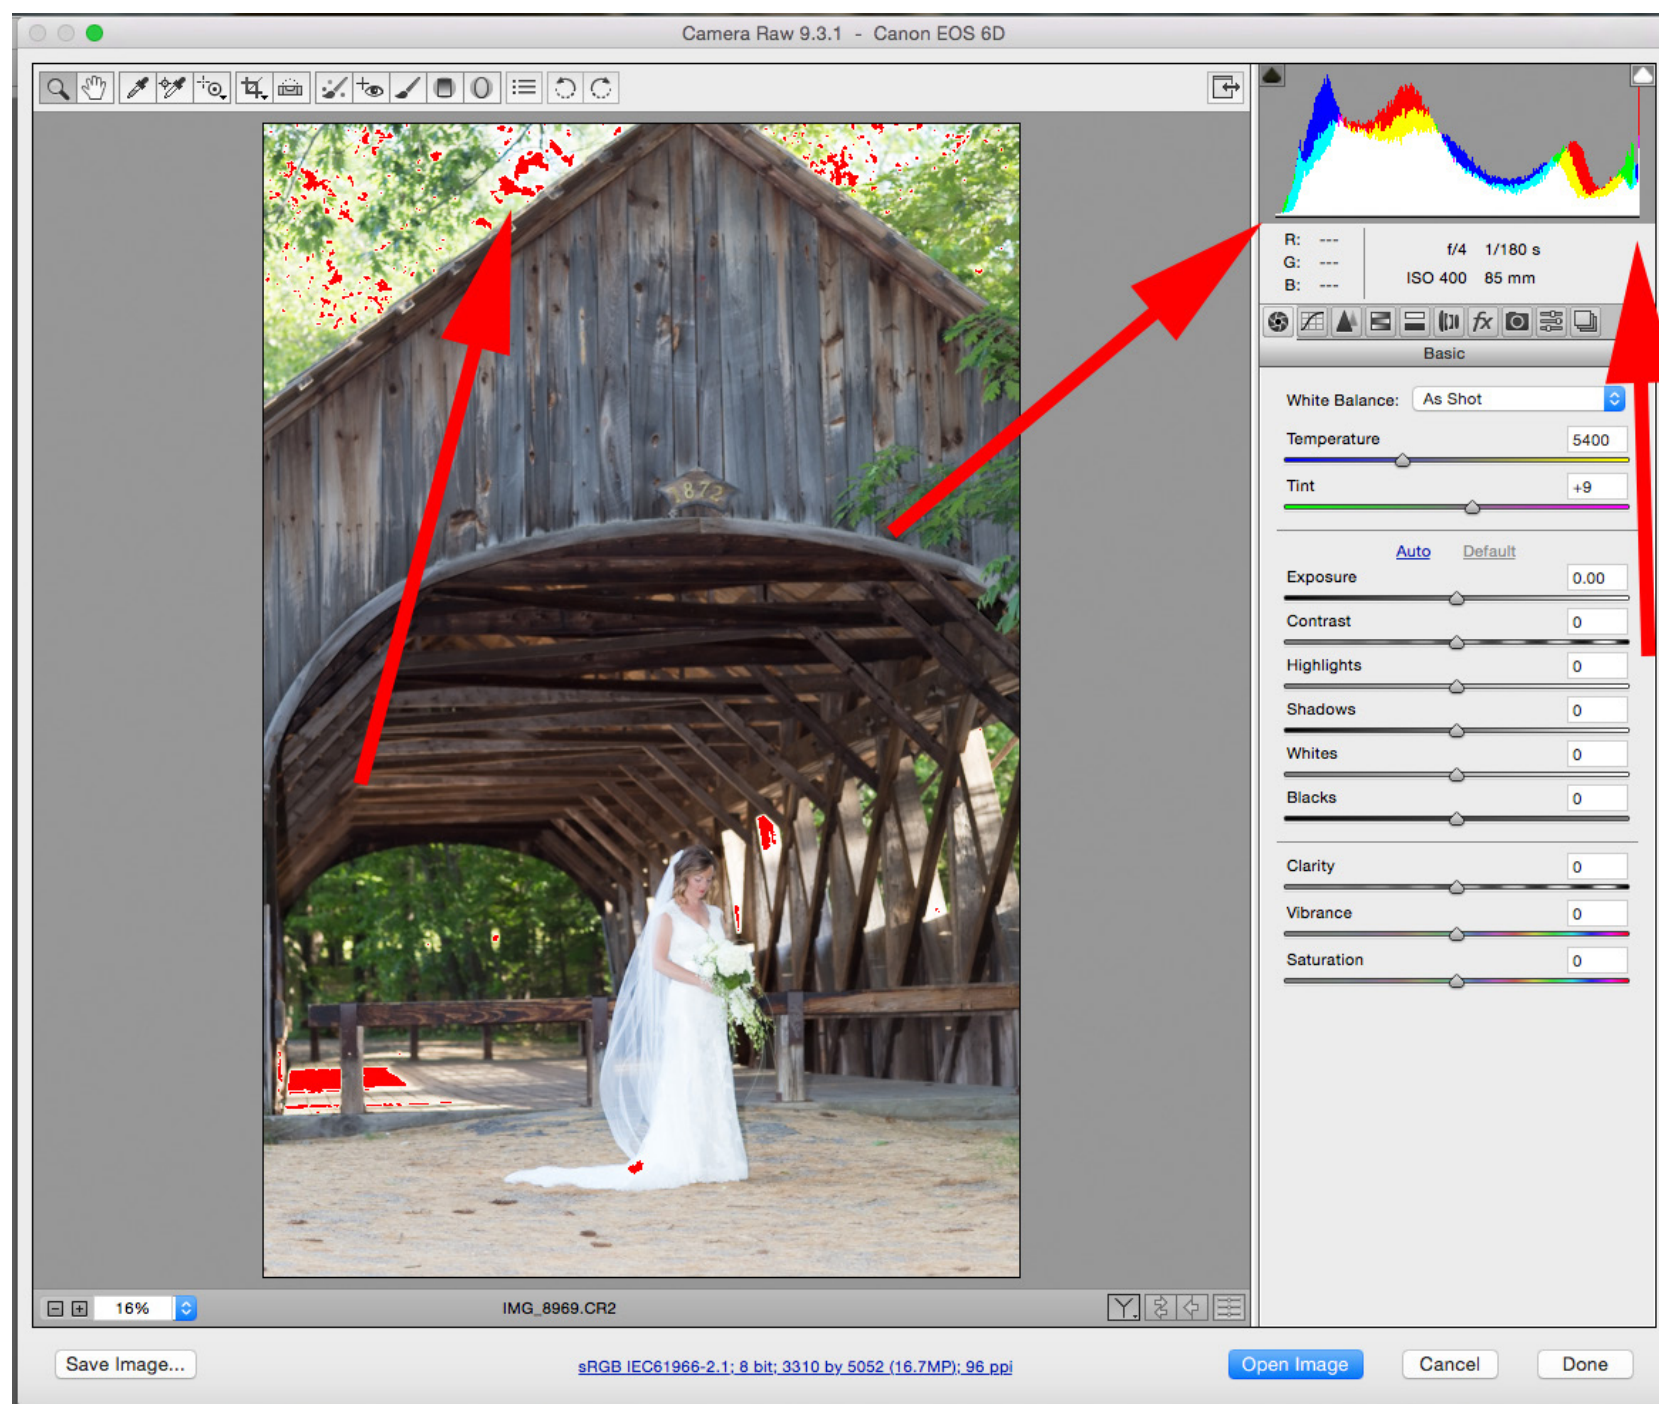 Camera Raw 9.3.1 - Canon EOS 6D
R: ---
G: ---
B: ---
f/4 1/180 s
ISO 400 85 mm
fx
Basic
White Balance: As Shot
Temperature 5400
Tint +9
Auto Default
Exposure 0.00
Contrast 0
Highlights 0
Shadows 0
Whites 0
Blacks 0
Clarity 0
Vibrance 0
Saturation 0
1872
16%
IMG_8969.CR2
Y
Save Image...
sRGB IEC61966-2.1; 8 bit; 3310 by 5052 (16.7MP); 96 ppi
Open Image
Cancel
Done